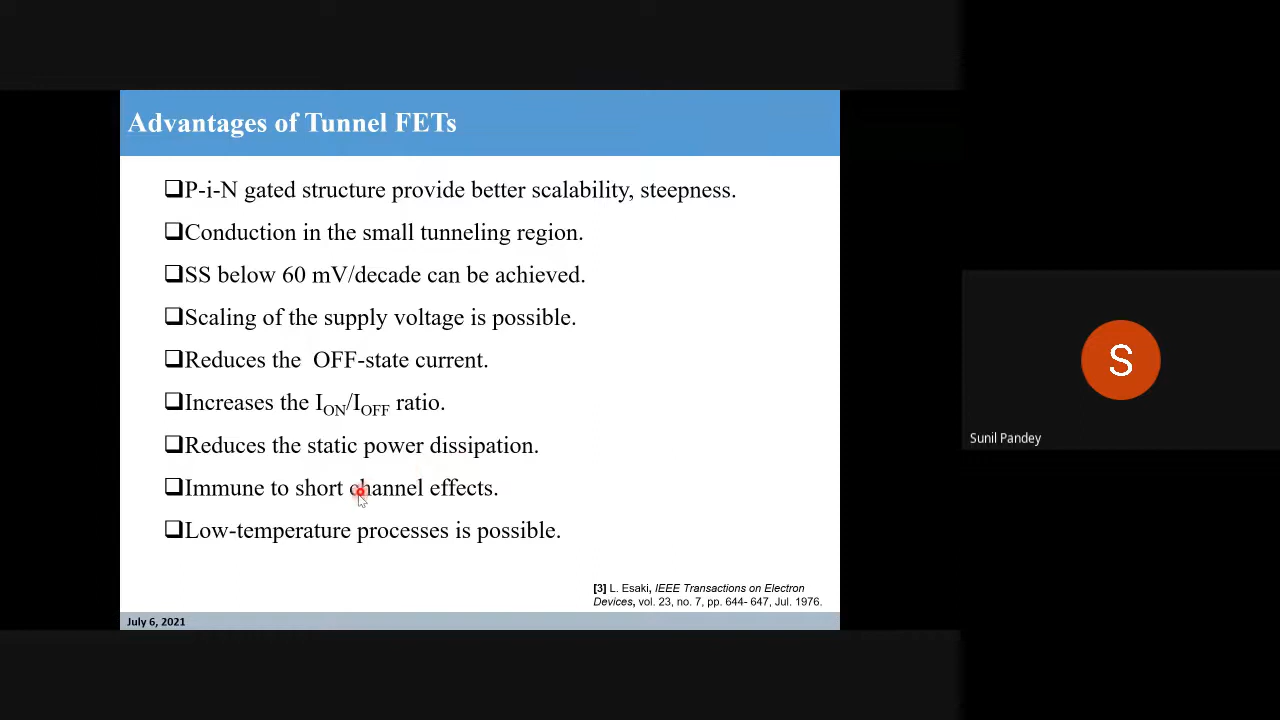 Advantages of Tunnel FETs
❑P-i-N gated structure provide better scalability, steepness.
❑Conduction in the small tunneling region.
❑SS below 60 mV/decade can be achieved.
❑Scaling of the supply voltage is possible.
❑Reduces the OFF-state current.
❑Increases the ION/IOFF ratio.
❑Reduces the static power dissipation.
❑Immune to short channel effects.
❑Low-temperature processes is possible.
[3] L. Esaki, IEEE Transactions on Electron
Devices, vol. 23, no. 7, pp. 644- 647, Jul. 1976.
July 6, 2021
S
Sunil Pandey